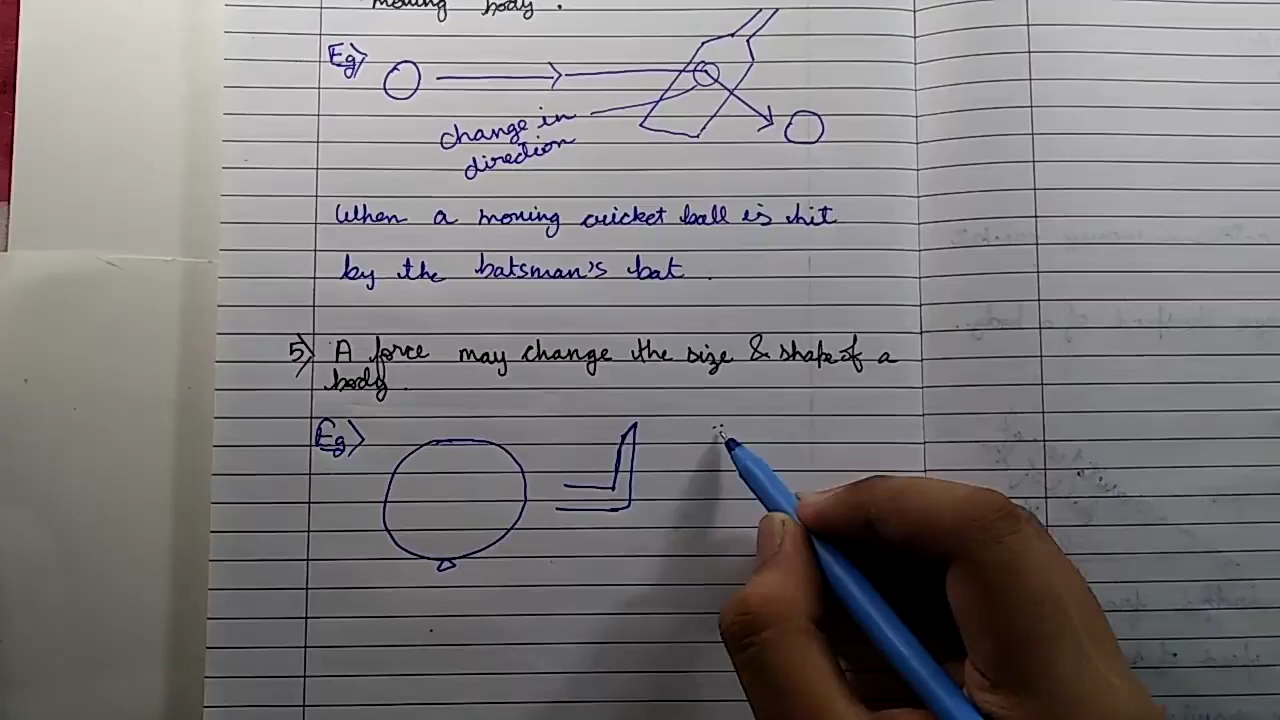 moving body.
Eg>
change in
direction
When a moving cricket ball is hit
by the batsman's bat.
5) A force may change the size & shape of a
body.
Eg>